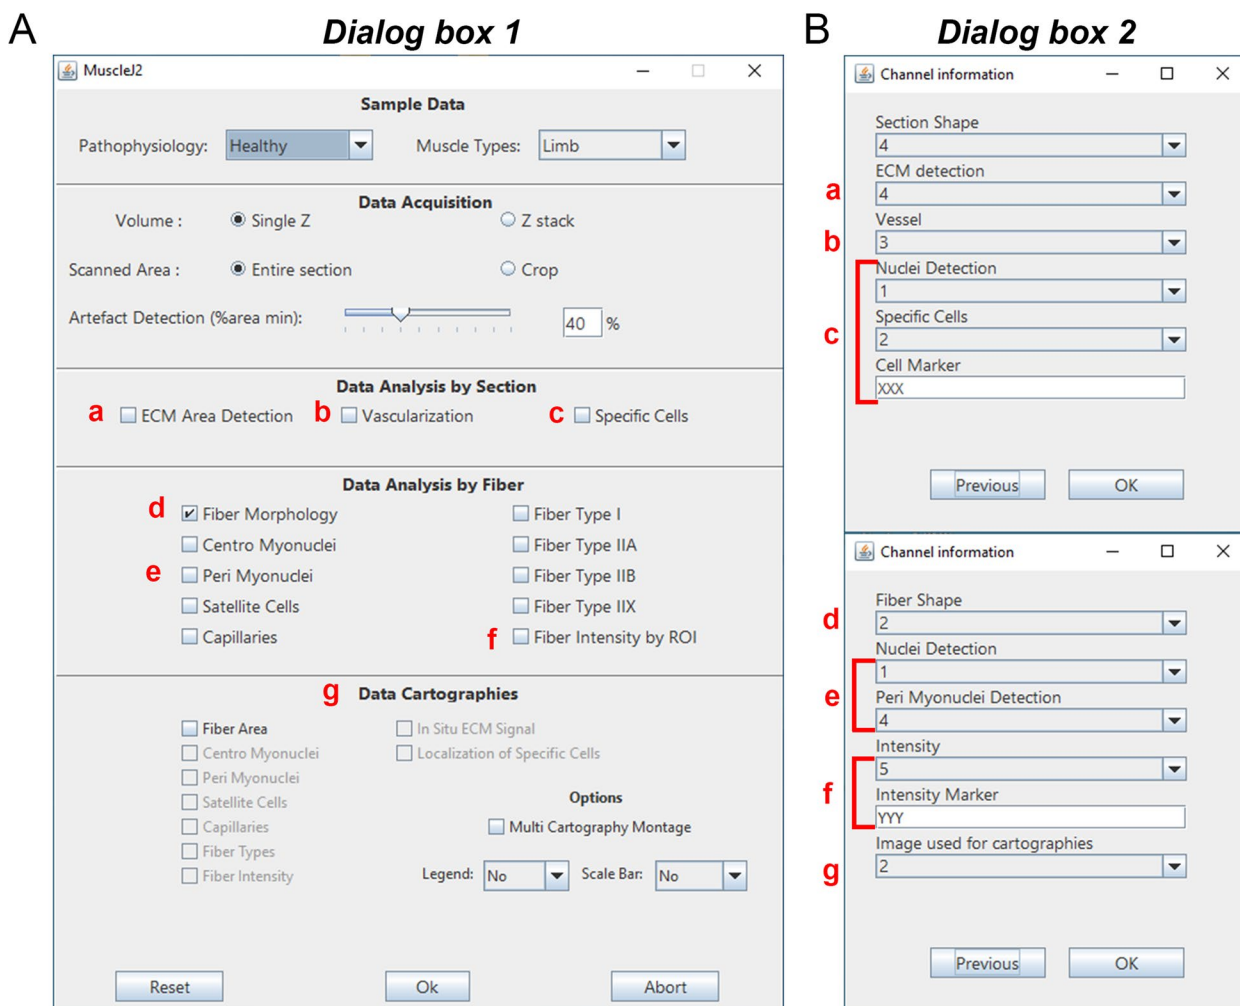 A
Dialog box 1
MuscleJ2
Sample Data
Pathophysiology: Healthy Muscle Types: Limb
Data Acquisition
Volume : Single Z Z stack
Scanned Area : Entire section Crop
Artefact Detection (%area min): 40 %
Data Analysis by Section
a ECM Area Detection b Vascularization c Specific Cells
Data Analysis by Fiber
d Fiber Morphology Fiber Type I
Centro Myonuclei Fiber Type IIA
e Peri Myonuclei Fiber Type IIB
Satellite Cells Fiber Type IIX
Capillaries f Fiber Intensity by ROI
g Data Cartographies
Fiber Area In Situ ECM Signal
Centro Myonuclei Localization of Specific Cells
Peri Myonuclei
Satellite Cells Options
Capillaries Multi Cartography Montage
Fiber Types
Fiber Intensity Legend: No Scale Bar: No
Reset Ok Abort
B
Dialog box 2
Channel information
Section Shape
4
ECM detection
a 4
Vessel
b 3
Nuclei Detection
1
Specific Cells
c 2
Cell Marker
XXX
Previous OK
Channel information
Fiber Shape
d 2
Nuclei Detection
1
e Peri Myonuclei Detection
4
Intensity
5
f Intensity Marker
YYY
Image used for cartographies
g 2
Previous OK